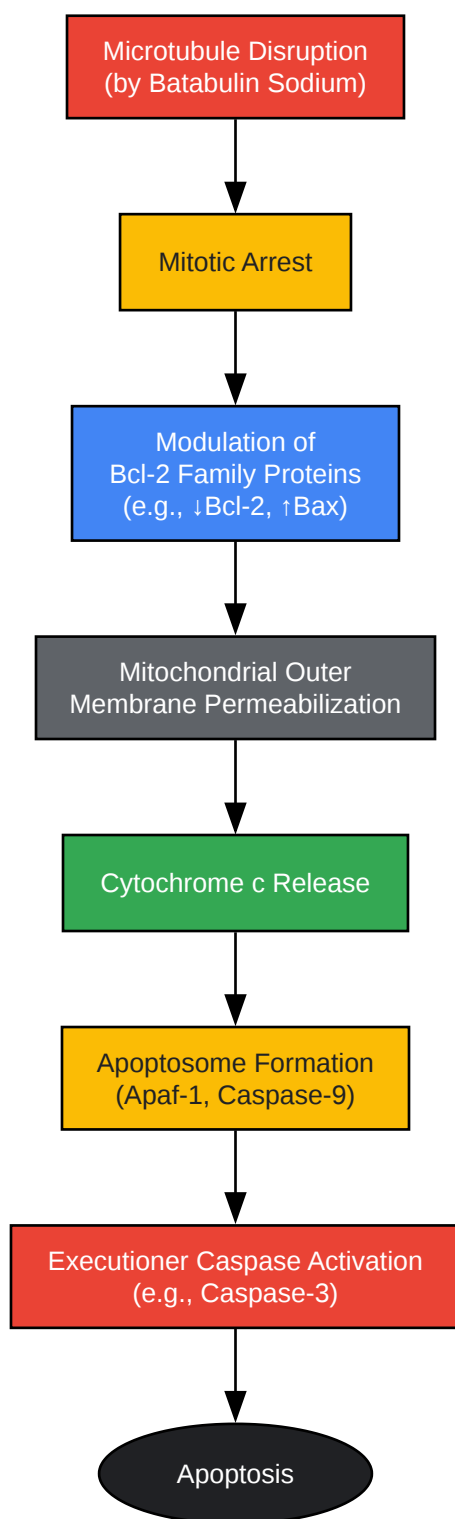 Microtubule Disruption
(by Batabulin Sodium)
Mitotic Arrest
Modulation of
Bcl-2 Family Proteins
(e.g., ↓Bcl-2, ↑Bax)
Mitochondrial Outer
Membrane Permeabilization
Cytochrome c Release
Apoptosome Formation
(Apaf-1, Caspase-9)
Executioner Caspase Activation
(e.g., Caspase-3)
Apoptosis